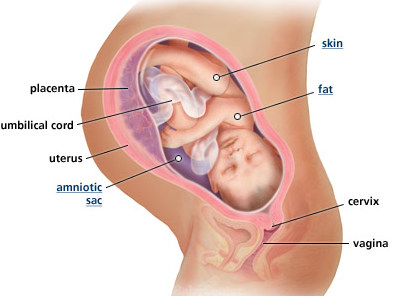 skin
fat
placenta
umbilical cord
uterus
amniotic
sac
cervix
vagina